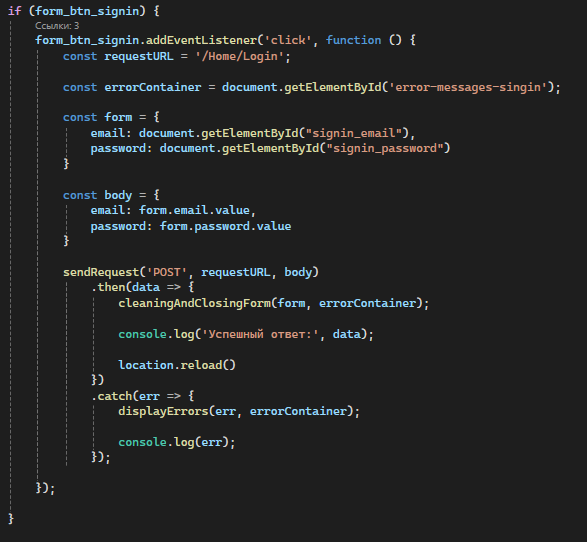 if (form_btn_signin) {
Ссылки: 3
form_btn_signin.addEventListener('click', function () {
const requestURL = '/Home/Login';
const errorContainer = document.getElementById('error-messages-singin');
const form = {
email: document.getElementById("signin_email"),
password: document.getElementById("signin_password")
}
const body = {
email: form.email.value,
password: form.password.value
}
sendRequest('POST', requestURL, body)
.then(data => {
cleaningAndClosingForm(form, errorContainer);
console.log('Успешный ответ:', data);
location.reload()
})
.catch(err => {
displayErrors(err, errorContainer);
console.log(err);
});
});
}